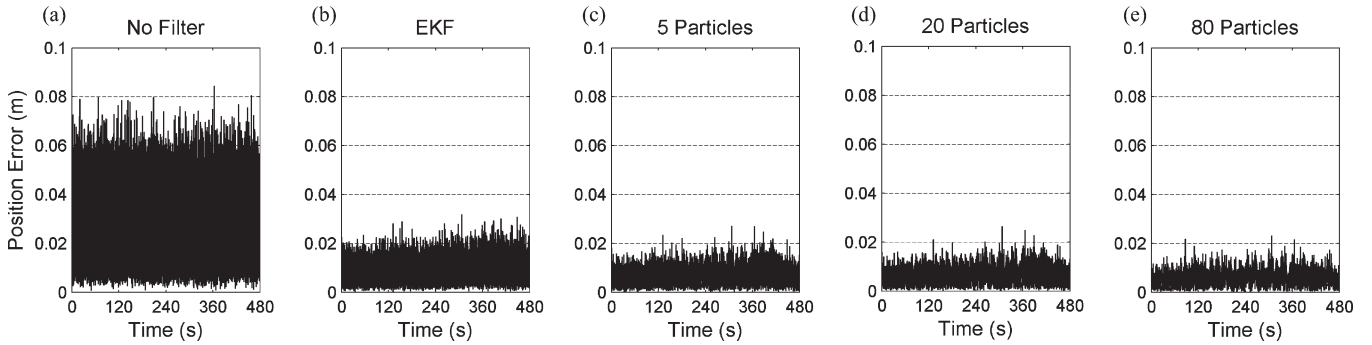 (a)
No Filter
Position Error (m)
0.1
0.08
0.06
0.04
0.02
0
0 120 240 360 480
Time (s)
(b)
EKF
0.1
0.08
0.06
0.04
0.02
0
0 120 240 360 480
Time (s)
(c)
5 Particles
0.1
0.08
0.06
0.04
0.02
0
0 120 240 360 480
Time (s)
(d)
20 Particles
0.1
0.08
0.06
0.04
0.02
0
0 120 240 360 480
Time (s)
(e)
80 Particles
0.1
0.08
0.06
0.04
0.02
0
0 120 240 360 480
Time (s)